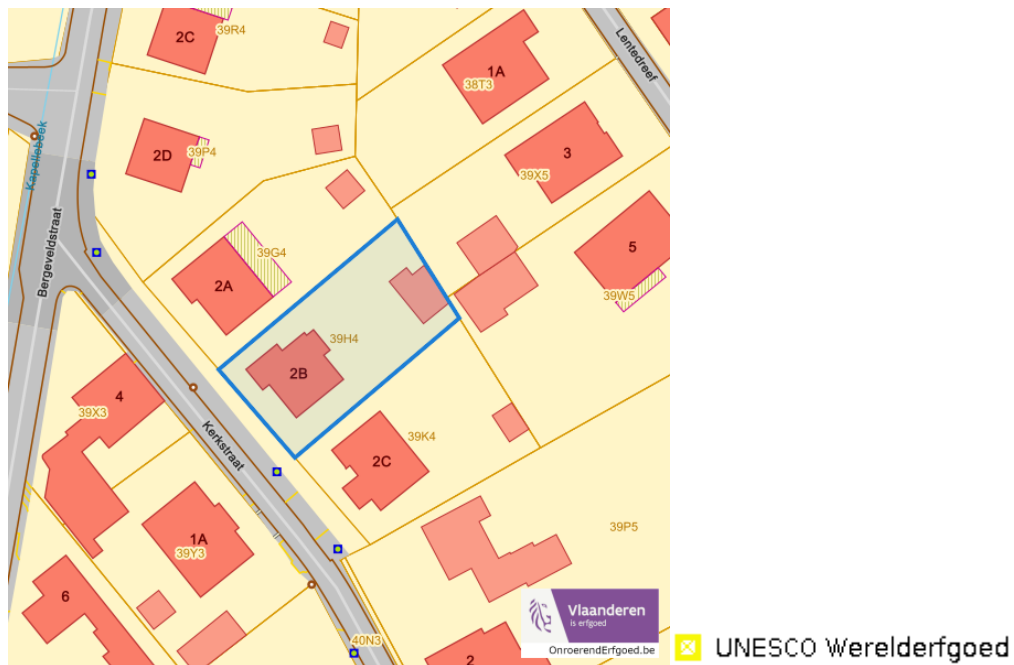 2C
39R4
Lentedreef
1A
38T3
Kapellebeek
2D
39P4
3
39X5
Bergeveldstraat
39G4
2A
5
39W5
39H4
2B
4
39X3
Kerkstraat
39K4
2C
1A
39Y3
39P5
6
40N3
2
Vlaanderen
is erfgoed
OnroerendErfgoed.be
UNESCO Werelderfgoed